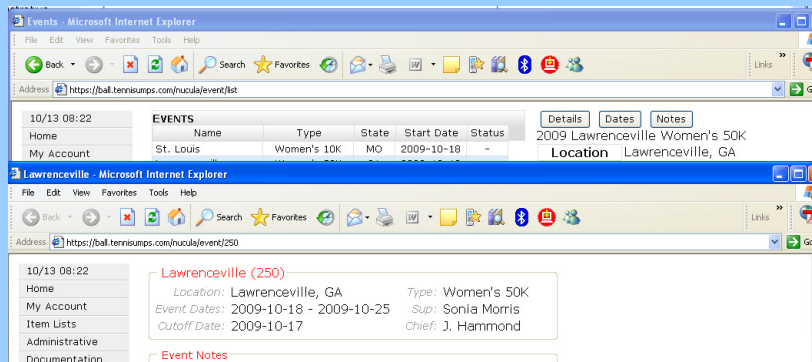 Events - Microsoft Internet Explorer
File Edit View Favorites Tools Help
Back Search Favorites Links
Address https://ball.tennisumps.com/nucula/event/list
10/13 08:22
Home
My Account
EVENTS
Name Type State Start Date Status
St. Louis Women's 10K MO 2009-10-18 -
Details Dates Notes
2009 Lawrenceville Women's 50K
Location Lawrenceville, GA
Lawrenceville - Microsoft Internet Explorer
File Edit View Favorites Tools Help
Back Search Favorites Links
Address https://ball.tennisumps.com/nucula/event/250
10/13 08:22
Home
My Account
Item Lists
Administrative
Documentation
Lawrenceville (250)
Location: Lawrenceville, GA Type: Women's 50K
Event Dates: 2009-10-18 - 2009-10-25 Sup: Sonia Morris
Cutoff Date: 2009-10-17 Chief: J. Hammond
Event Notes